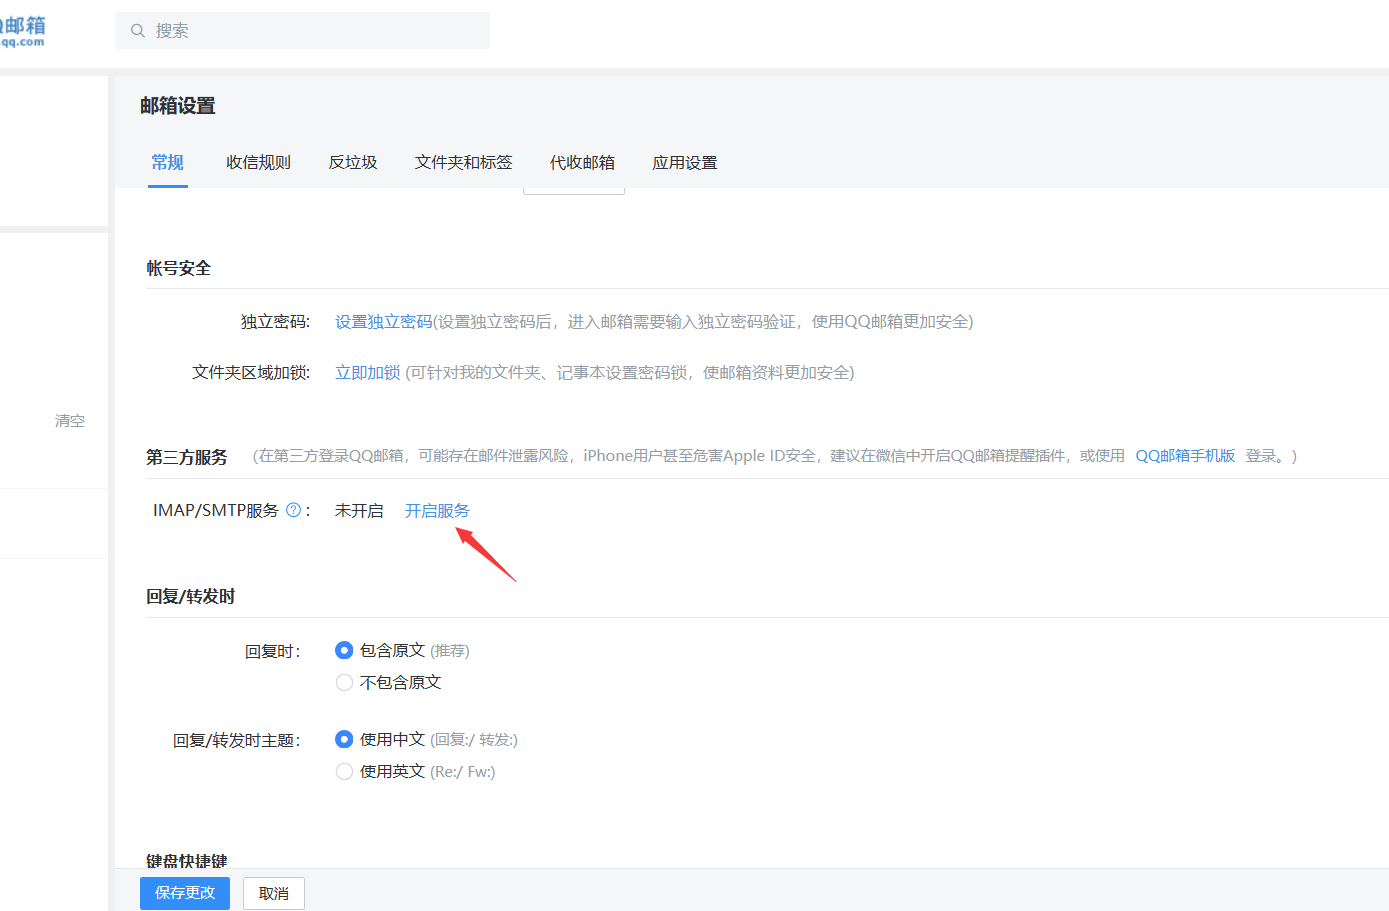 邮箱
qq.com
搜索
邮箱设置
常规 收信规则 反垃圾 文件夹和标签 代收邮箱 应用设置
帐号安全
独立密码: 设置独立密码(设置独立密码后，进入邮箱需要输入独立密码验证，使用QQ邮箱更加安全)
文件夹区域加锁: 立即加锁 (可针对我的文件夹、记事本设置密码锁，使邮箱资料更加安全)
清空
第三方服务 (在第三方登录QQ邮箱，可能存在邮件泄露风险，iPhone用户甚至危害Apple ID安全，建议在微信中开启QQ邮箱提醒插件，或使用 QQ邮箱手机版 登录。)
IMAP/SMTP服务 ?： 未开启 开启服务
回复/转发时
回复时： 包含原文 (推荐)
不包含原文
回复/转发时主题： 使用中文 (回复:/ 转发:)
使用英文 (Re:/ Fw:)
键盘快捷键
保存更改 取消